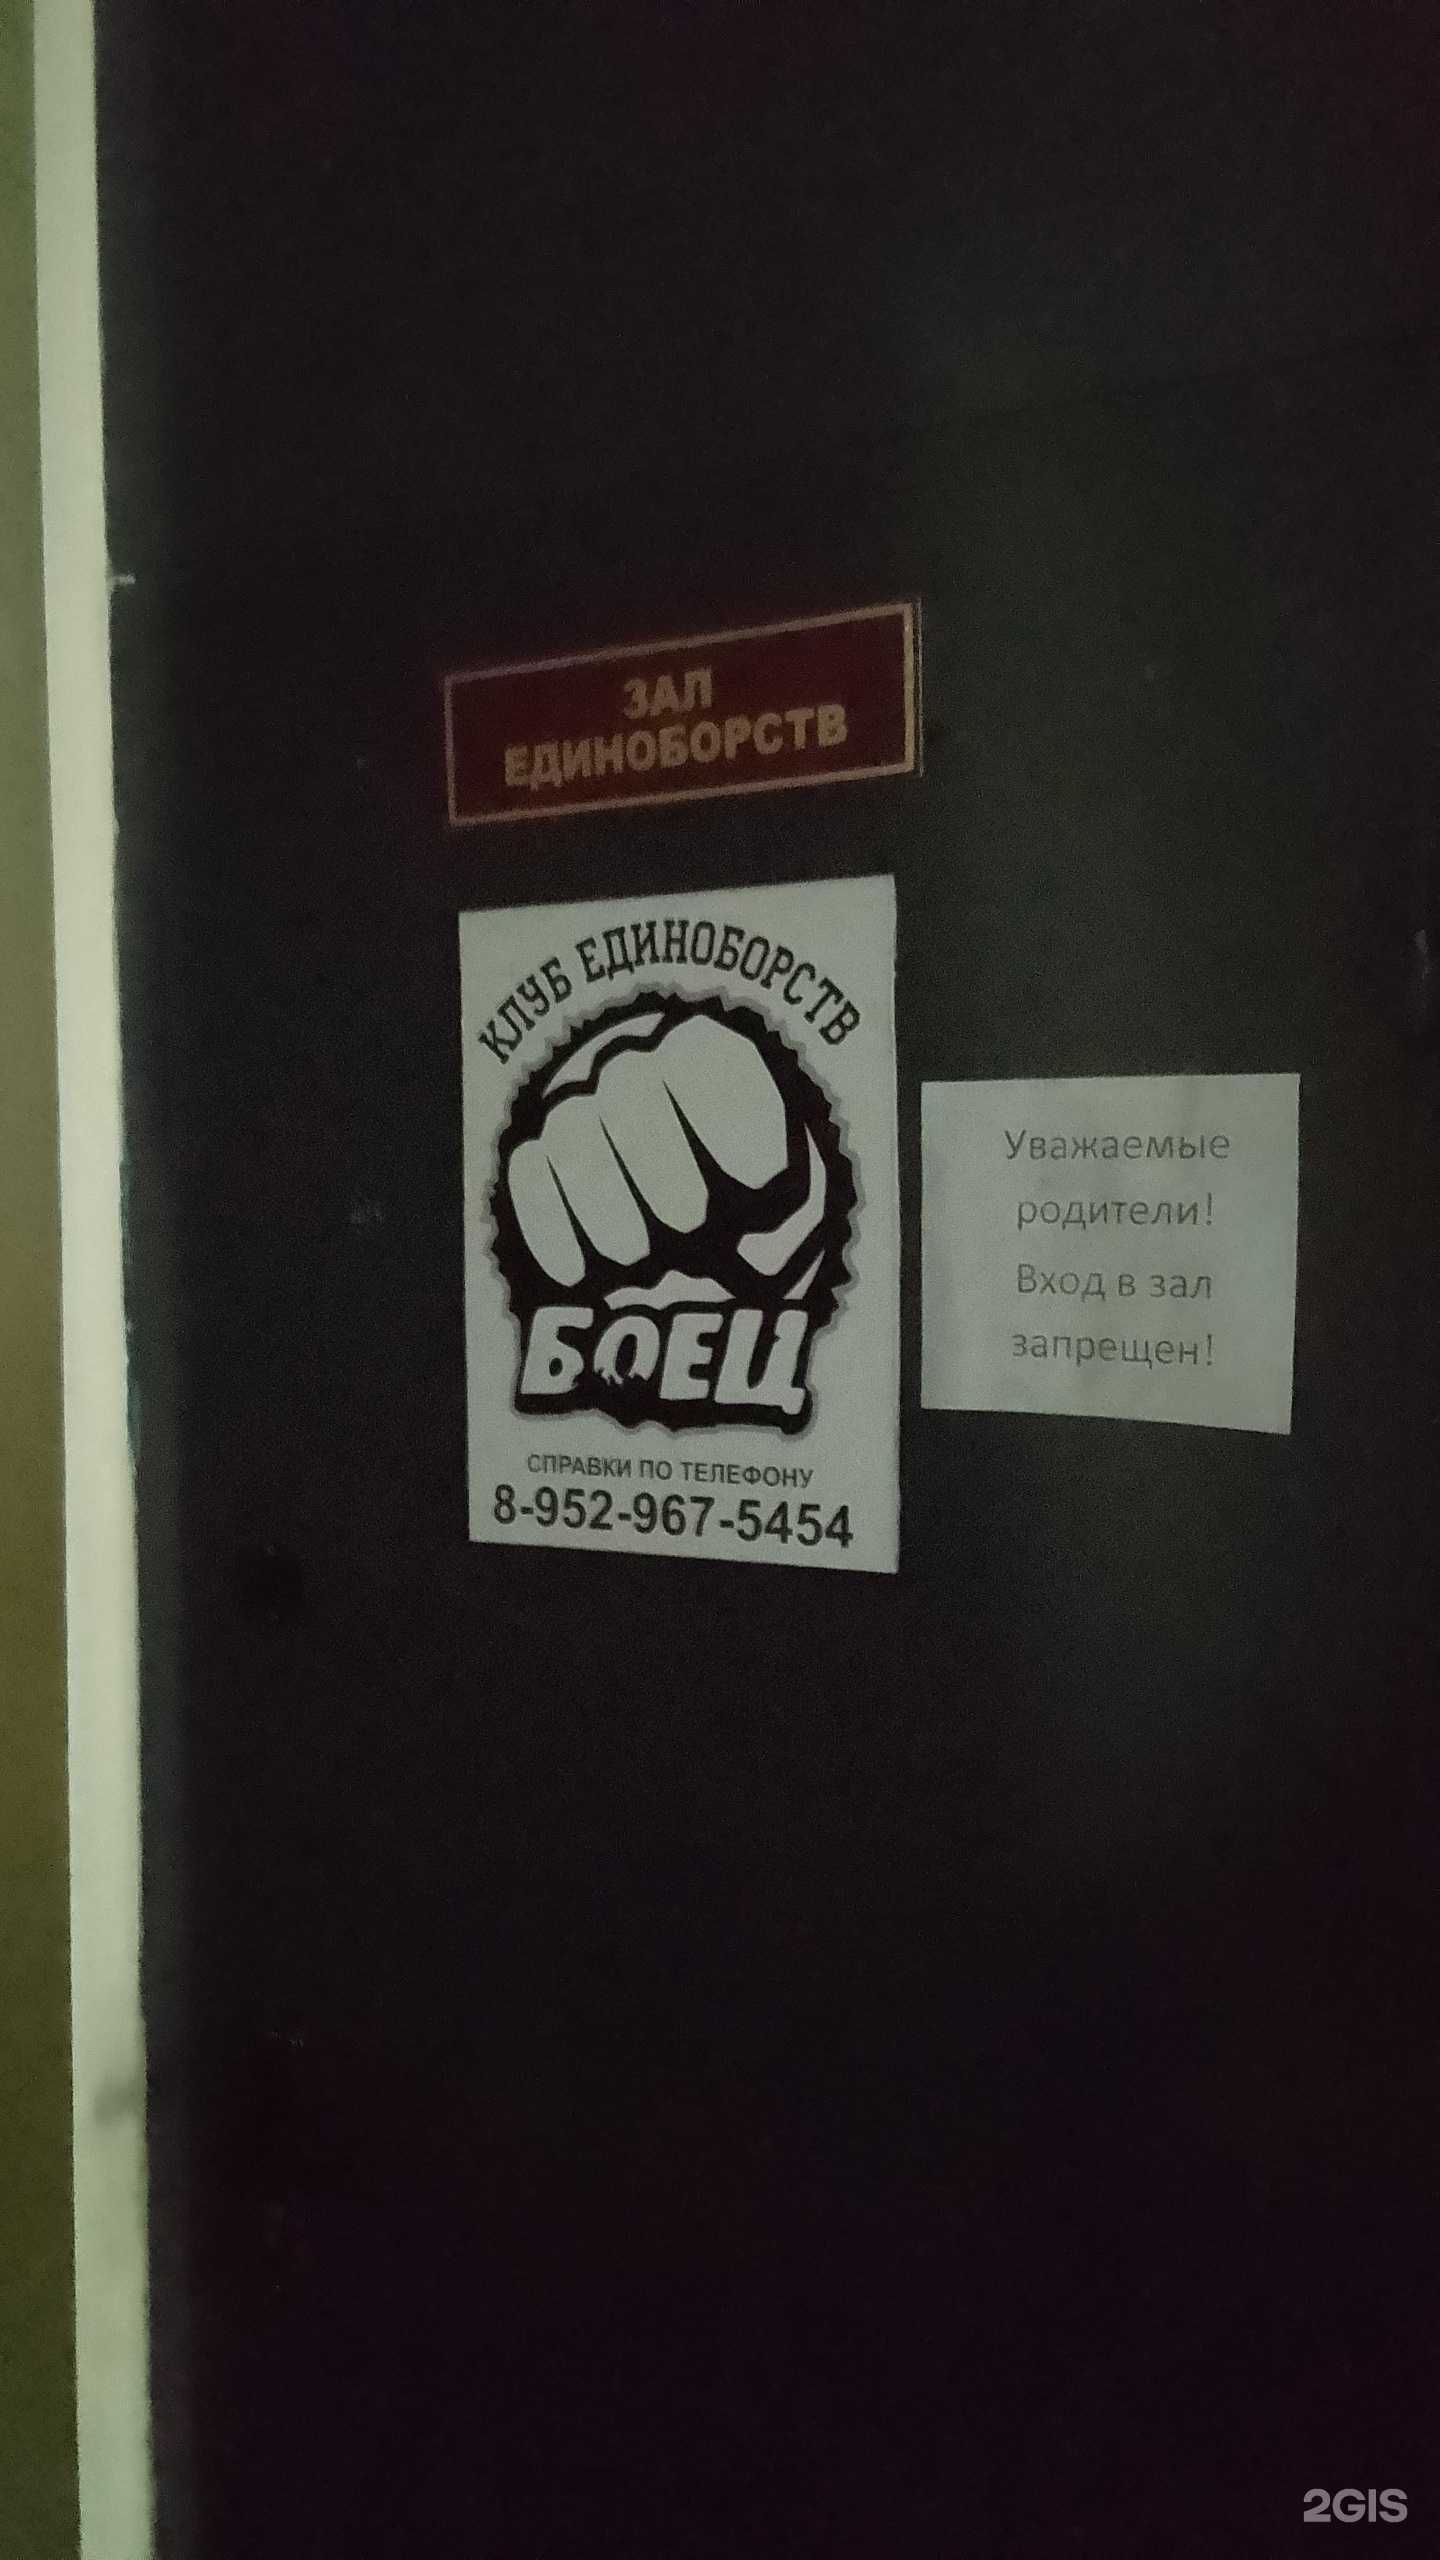 ЗАЛ
ЕДИНОБОРСТВ
КЛУБ ЕДИНОБОРСТВ
БОЕЦ
СПРАВКИ ПО ТЕЛЕФОНУ
8-952-967-5454
Уважаемые
родители!
Вход в зал
запрещен!
2GIS